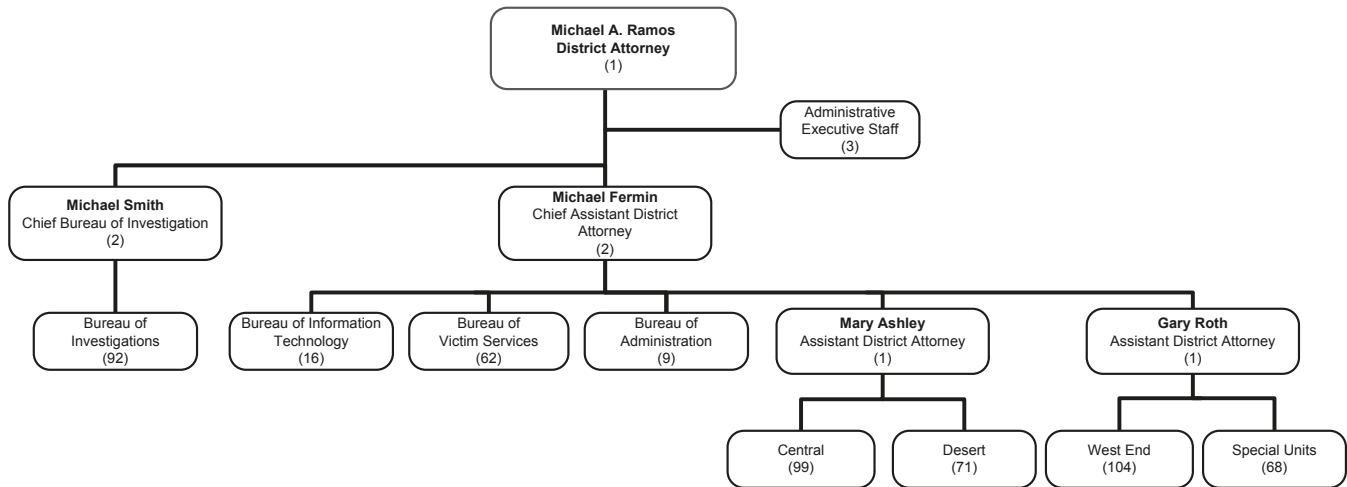 Michael A. Ramos
District Attorney
(1)
Administrative
Executive Staff
(3)
Michael Smith
Chief Bureau of Investigation
(2)
Michael Fermin
Chief Assistant District
Attorney
(2)
Bureau of
Investigations
(92)
Bureau of Information
Technology
(16)
Bureau of
Victim Services
(62)
Bureau of
Administration
(9)
Mary Ashley
Assistant District Attorney
(1)
Gary Roth
Assistant District Attorney
(1)
Central
(99)
Desert
(71)
West End
(104)
Special Units
(68)